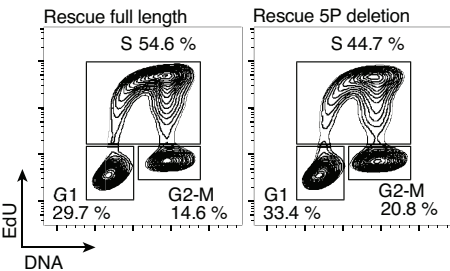 Rescue full length
S 54.6 %
G1
29.7 %
G2-M
14.6 %
Rescue 5P deletion
S 44.7 %
G1
33.4 %
G2-M
20.8 %
EdU
DNA